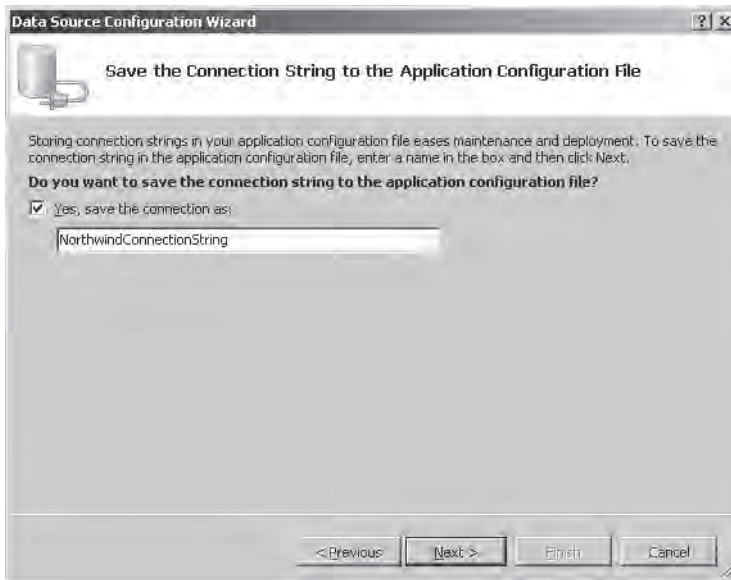 Data Source Configuration Wizard
Save the Connection String to the Application Configuration File
Storing connection strings in your application configuration file eases maintenance and deployment. To save the
connection string in the application configuration file, enter a name in the box and then click Next.
Do you want to save the connection string to the application configuration file?
Yes, save the connection as:
NorthwindConnectionString
< Previous
Next >
Finish
Cancel